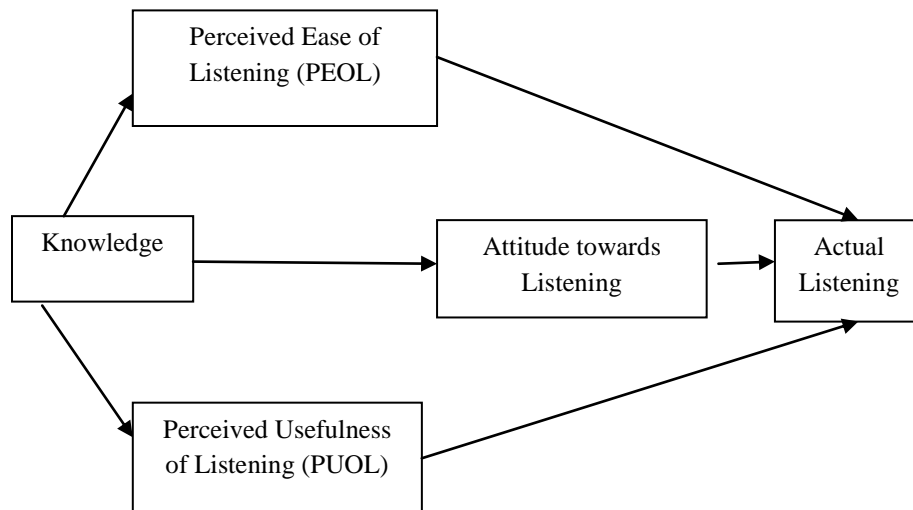 Perceived Ease of
Listening (PEOL)
Knowledge
Attitude towards
Listening
Actual
Listening
Perceived Usefulness
of Listening (PUOL)